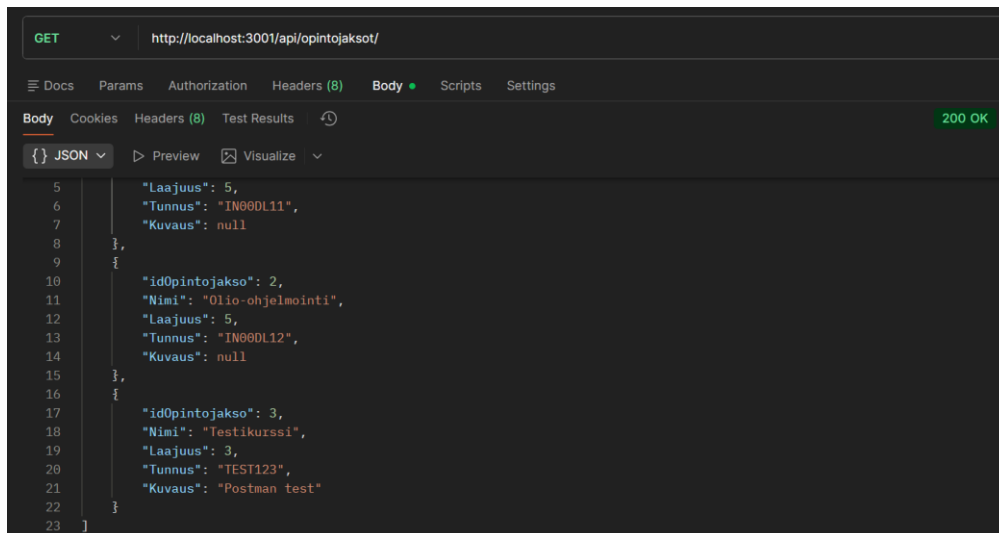 GET http://localhost:3001/api/opintojaksot/
Docs Params Authorization Headers (8) Body Scripts Settings
Body Cookies Headers (8) Test Results 200 OK
{} JSON Preview Visualize
5 "Laajuus": 5,
6 "Tunnus": "IN00DL11",
7 "Kuvaus": null
8 },
9 {
10 "idOpintojakso": 2,
11 "Nimi": "Olio-ohjelmointi",
12 "Laajuus": 5,
13 "Tunnus": "IN00DL12",
14 "Kuvaus": null
15 },
16 {
17 "idOpintojakso": 3,
18 "Nimi": "Testikurssi",
19 "Laajuus": 3,
20 "Tunnus": "TEST123",
21 "Kuvaus": "Postman test"
22 }
23 ]